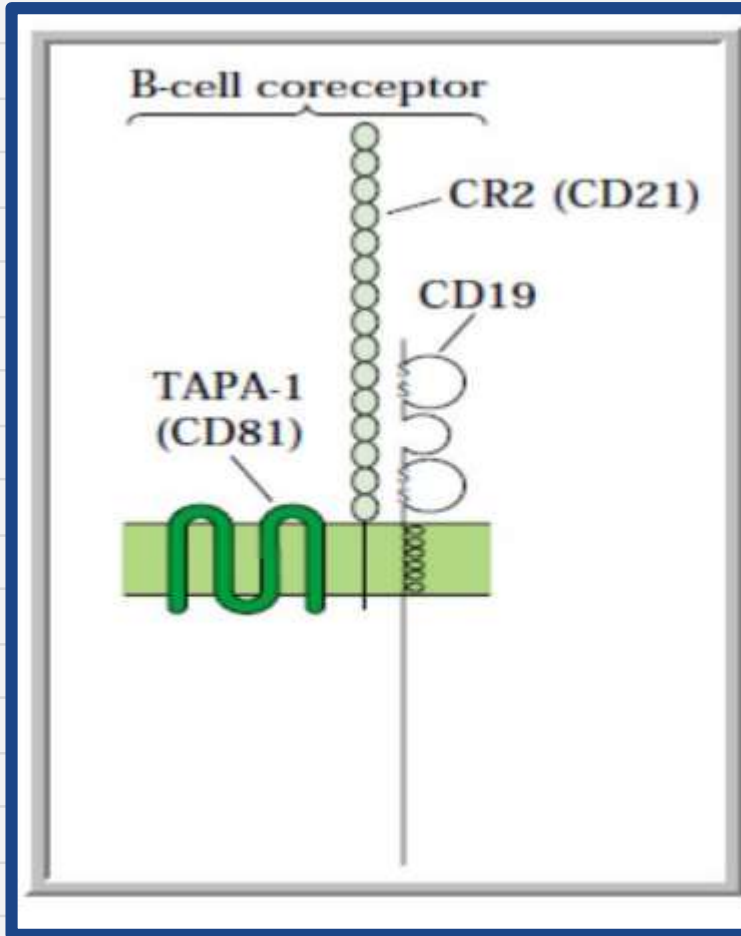 B-cell coreceptor
CR2 (CD21)
CD19
TAPA-1
(CD81)